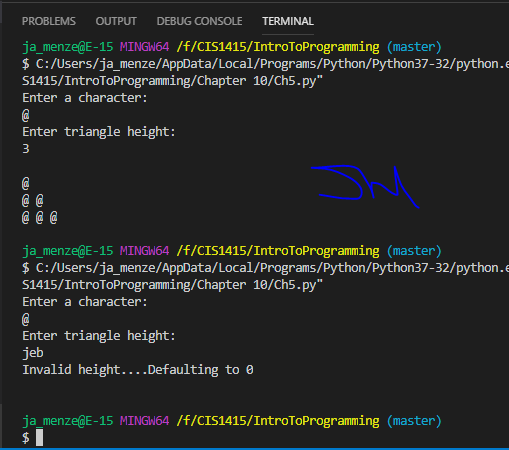 PROBLEMS OUTPUT DEBUG CONSOLE TERMINAL
ja_menze@E-15 MINGW64 /f/CIS1415/IntroToProgramming (master)
$ C:/Users/ja_menze/AppData/Local/Programs/Python/Python37-32/python.e
S1415/IntroToProgramming/Chapter 10/Ch5.py"
Enter a character:
@
Enter triangle height:
3
@
@ @
@ @ @
ja_menze@E-15 MINGW64 /f/CIS1415/IntroToProgramming (master)
$ C:/Users/ja_menze/AppData/Local/Programs/Python/Python37-32/python.e
S1415/IntroToProgramming/Chapter 10/Ch5.py"
Enter a character:
@
Enter triangle height:
jeb
Invalid height....Defaulting to 0
ja_menze@E-15 MINGW64 /f/CIS1415/IntroToProgramming (master)
$